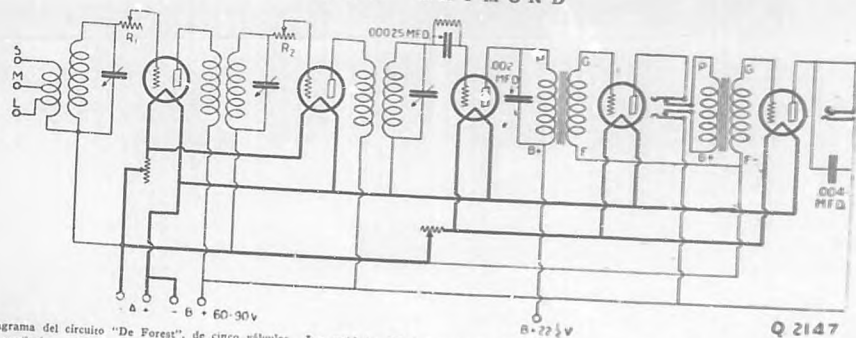 M O N D
.00025 MFD.
.002
MFD
R₁
R₂
S
M
L
P
G
B+
F
P
G
B+
F-
.004
MFD.
- A +
- B + 60-90 v
B+22½ v
Q 2147
grama del circuito "De Forest", de cinco válvulas.